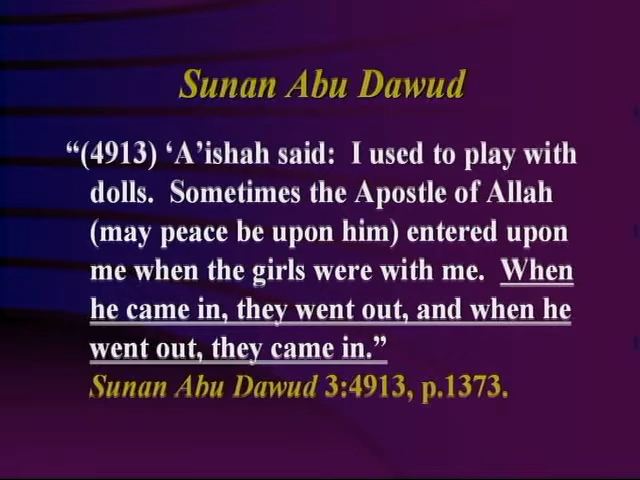 Sunan Abu Dawud
“(4913) ‘A’ishah said:  I used to play with
dolls.  Sometimes the Apostle of Allah
(may peace be upon him) entered upon
me when the girls were with me.  When
he came in, they went out, and when he
went out, they came in.”
Sunan Abu Dawud 3:4913, p.1373.